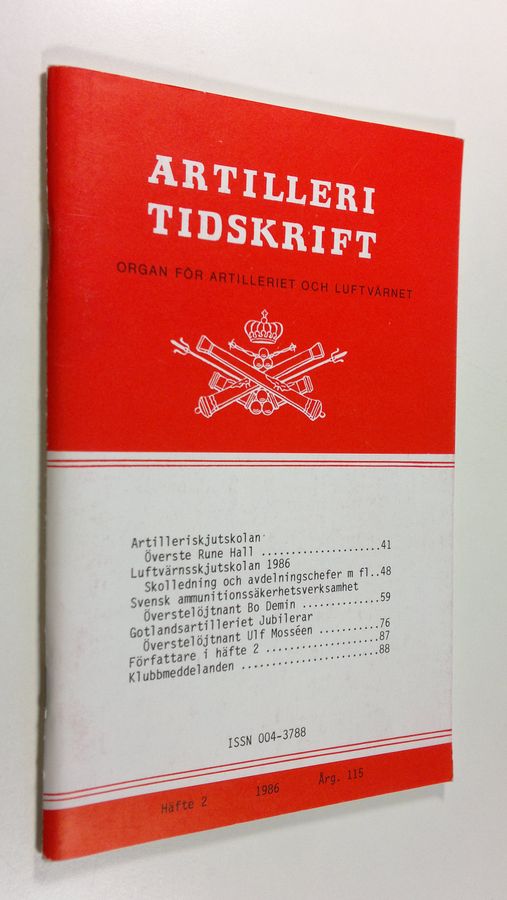 ARTILLERI
TIDSKRIFT
ORGAN FÖR ARTILLERIET OCH LUFTVÄRNET
Artilleriskjutskolan
Överste Rune Hall ....................41
Luftvärnsskjutskolan 1986
Skolledning och avdelningschefer m fl..48
Svensk ammunitionssäkerhetsverksamhet
Överstelöjtnant Bo Demin .............59
Gotlandsartilleriet Jubilerar
Överstelöjtnant Ulf Mosséen ..........76
Författare i häfte 2 ...................87
Klubbmeddelanden .......................88
ISSN 004-3788
Häfte 2 1986 Årg. 115